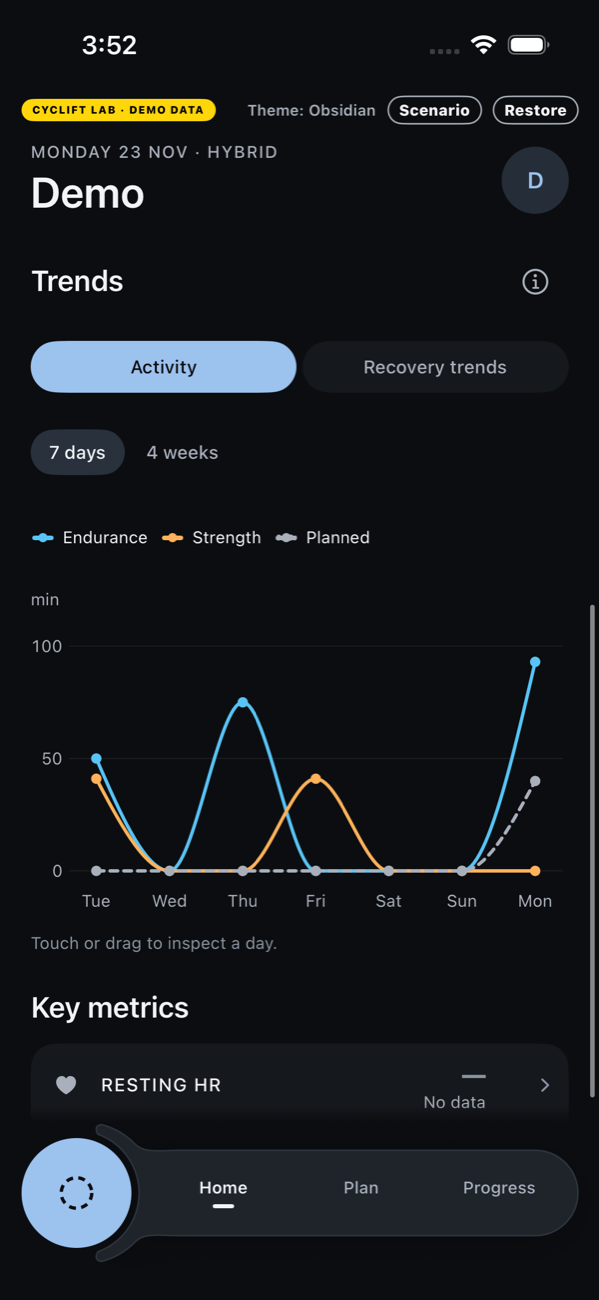 3:52
CYCLIFT LAB · DEMO DATA Theme: Obsidian Scenario Restore
MONDAY 23 NOV · HYBRID
Demo
D
Trends
Activity Recovery trends
7 days 4 weeks
Endurance Strength Planned
min
100
50
0
Tue Wed Thu Fri Sat Sun Mon
Touch or drag to inspect a day.
Key metrics
RESTING HR —
No data
Home Plan Progress